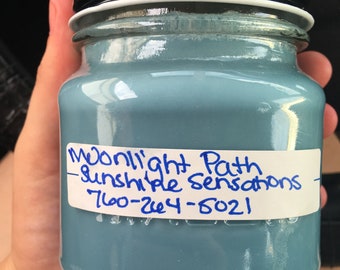 Moonlight Path
-Sunshine Sensations-
760-264-5021